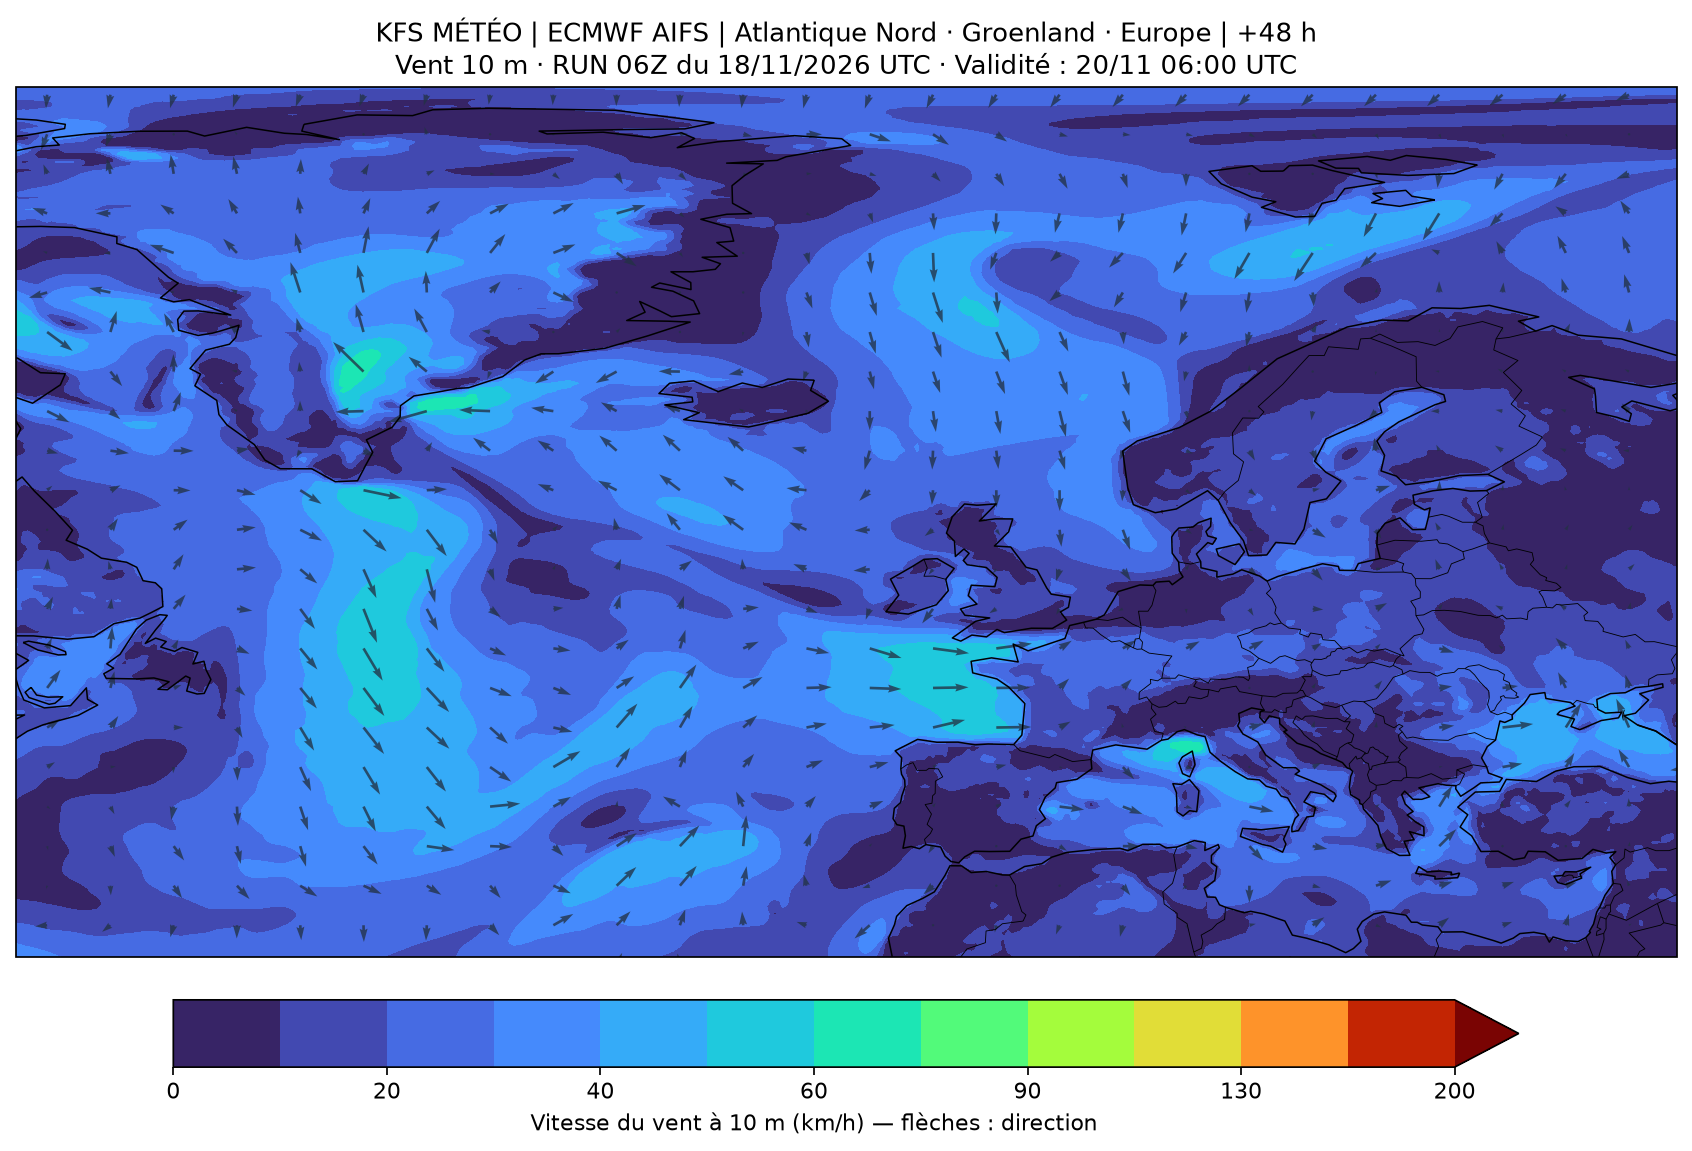 KFS MÉTÉO | ECMWF AIFS | Atlantique Nord · Groenland · Europe | +48 h
Vent 10 m · RUN 06Z du 18/11/2026 UTC · Validité : 20/11 06:00 UTC
0 20 40 60 90 130 200
Vitesse du vent à 10 m (km/h) — flèches : direction